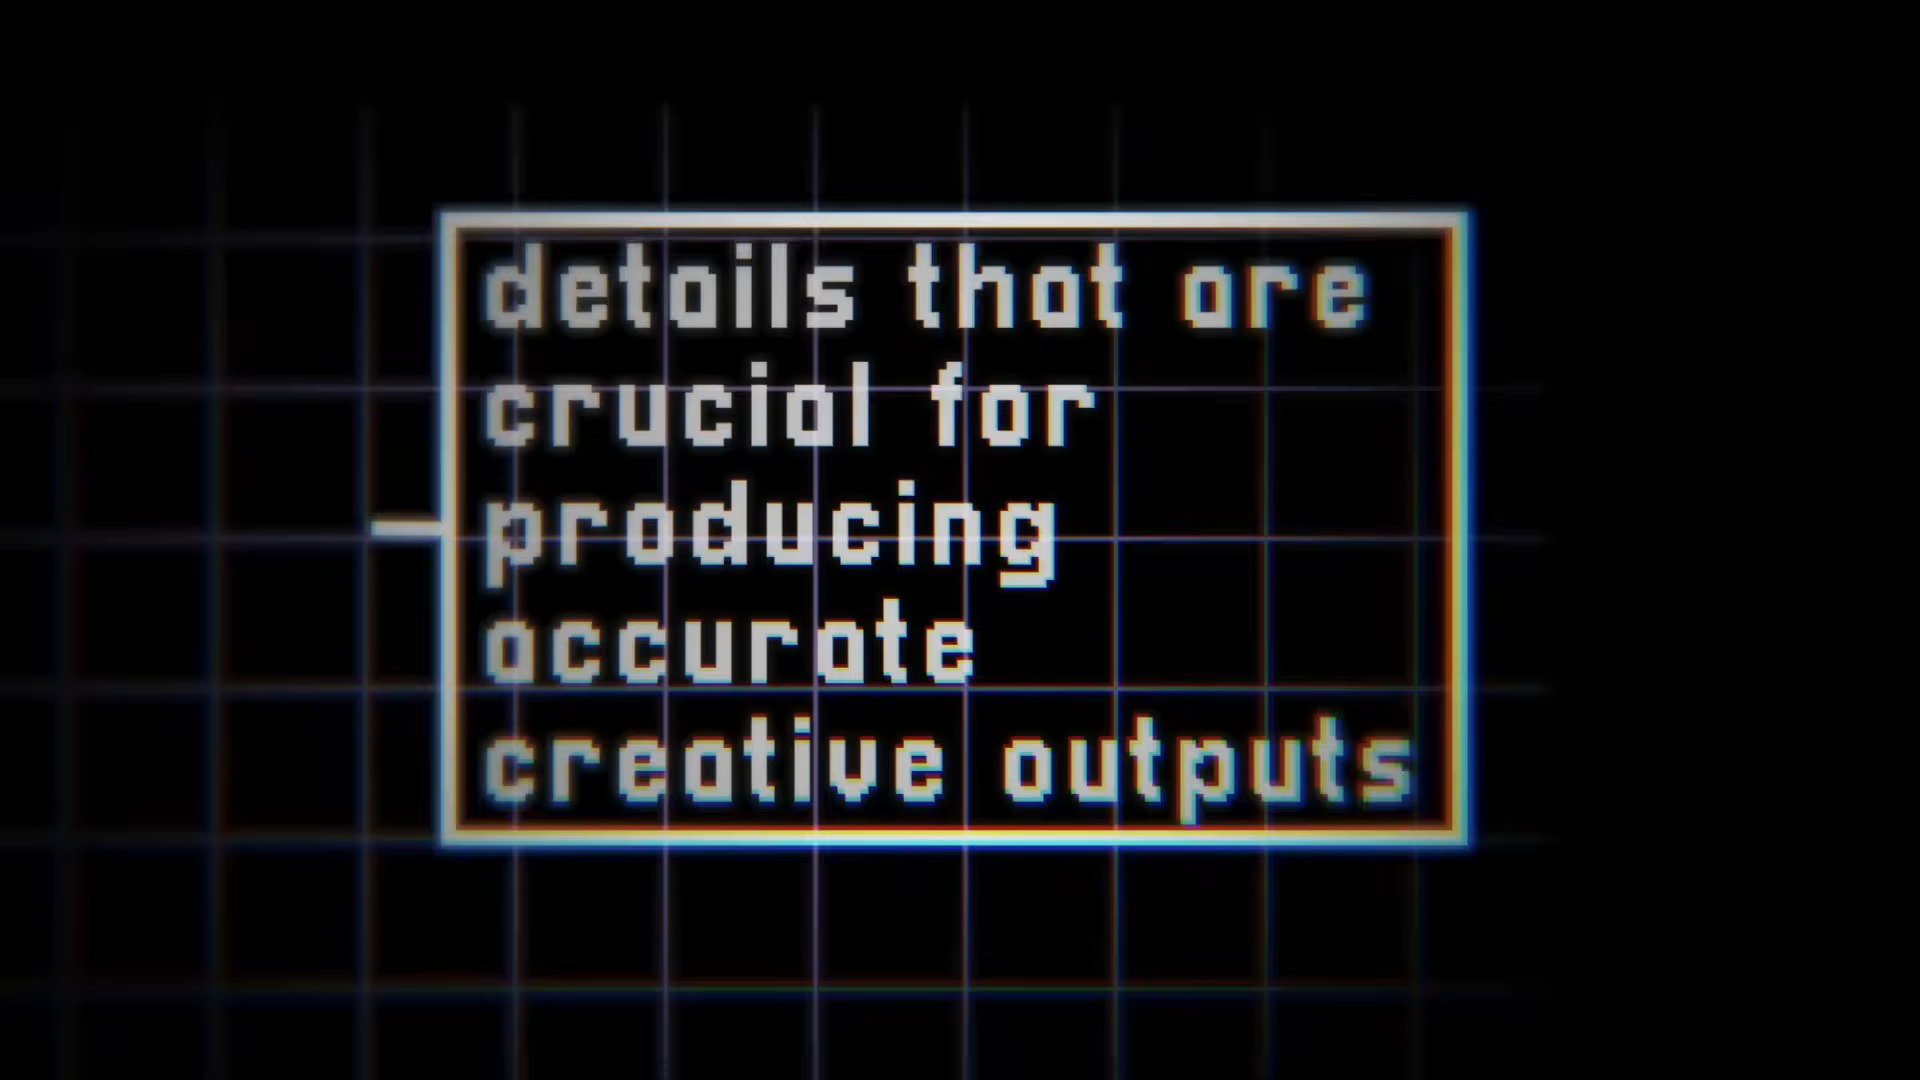 details that are
crucial for
producing
accurate
creative outputs